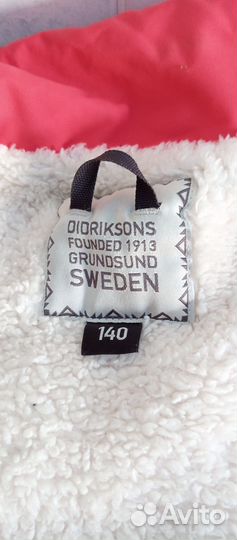 DIDRIKSONS
FOUNDED 1913
GRUNDSUND
SWEDEN
140
Avito